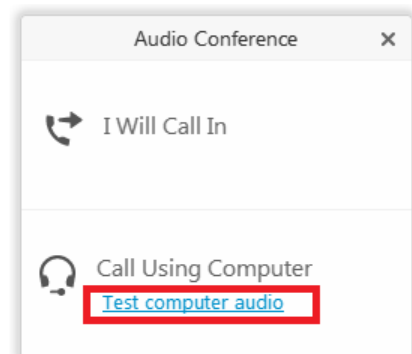 Audio Conference
I Will Call In
Call Using Computer
Test computer audio